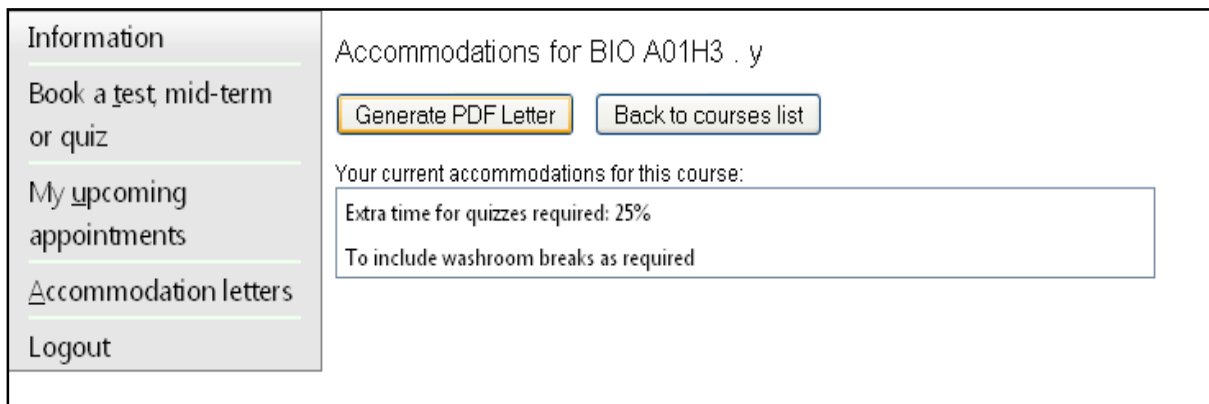 Information
Book a test, mid-term
or quiz
My upcoming
appointments
Accommodation letters
Logout
Accommodations for BIO A01H3 . y
Generate PDF Letter
Back to courses list
Your current accommodations for this course:
Extra time for quizzes required: 25%
To include washroom breaks as required